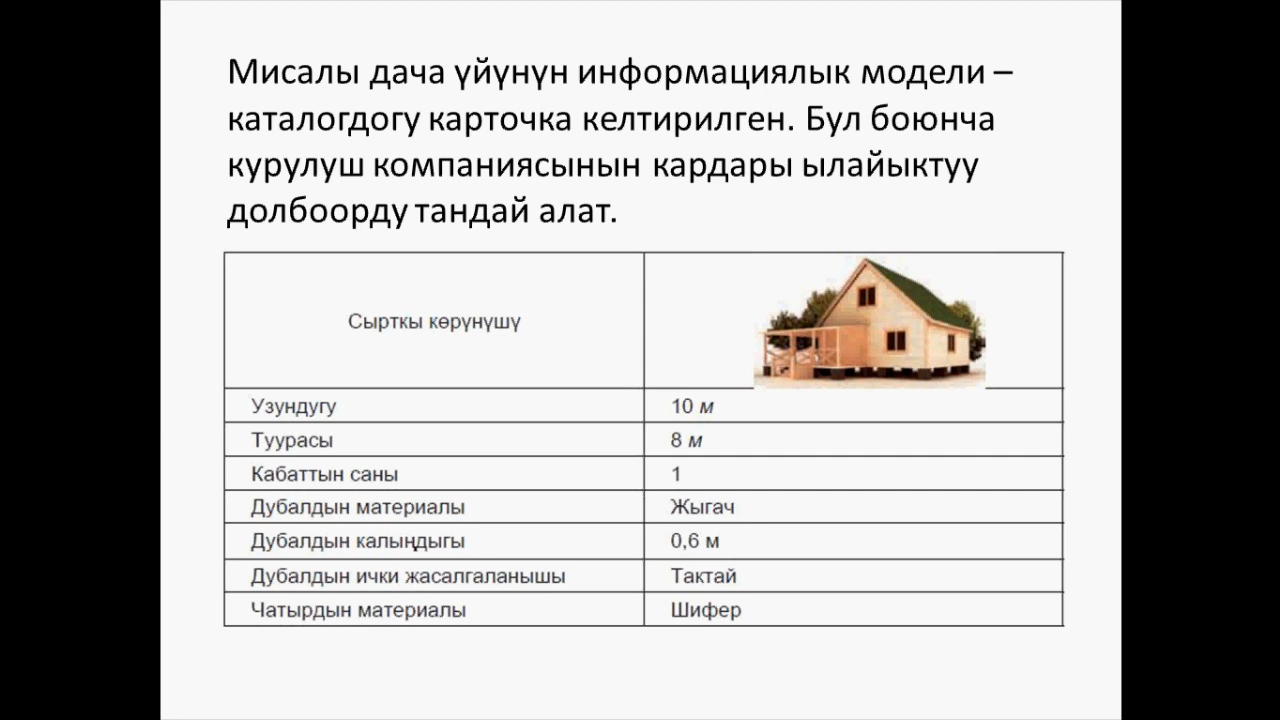 Мисалы дача үйүнүн информациялык модели –
каталогдогу карточка келтирилген. Бул боюнча
курулуш компаниясынын кардары ылайыктуу
долбоорду тандай алат.
Сырткы көрүнүшү
Узундугу 10 м
Туурасы 8 м
Кабаттын саны 1
Дубалдын материалы Жыгач
Дубалдын калыңдыгы 0,6 м
Дубалдын ички жасалгаланышы Тактай
Чатырдын материалы Шифер